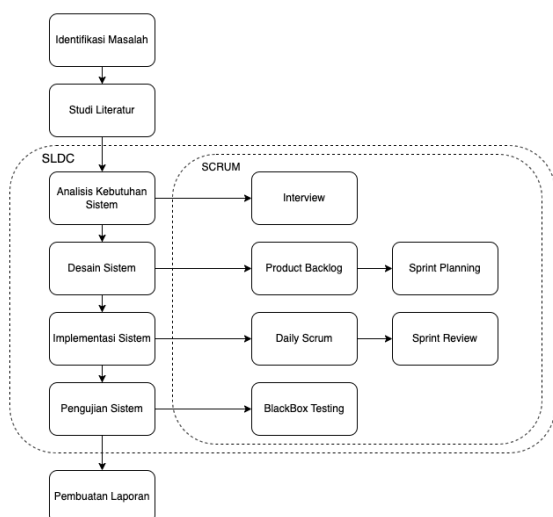 Identifikasi Masalah
Studi Literatur
SLDC
SCRUM
Analisis Kebutuhan
Sistem
Interview
Desain Sistem
Product Backlog
Sprint Planning
Implementasi Sistem
Daily Scrum
Sprint Review
Pengujian Sistem
BlackBox Testing
Pembuatan Laporan